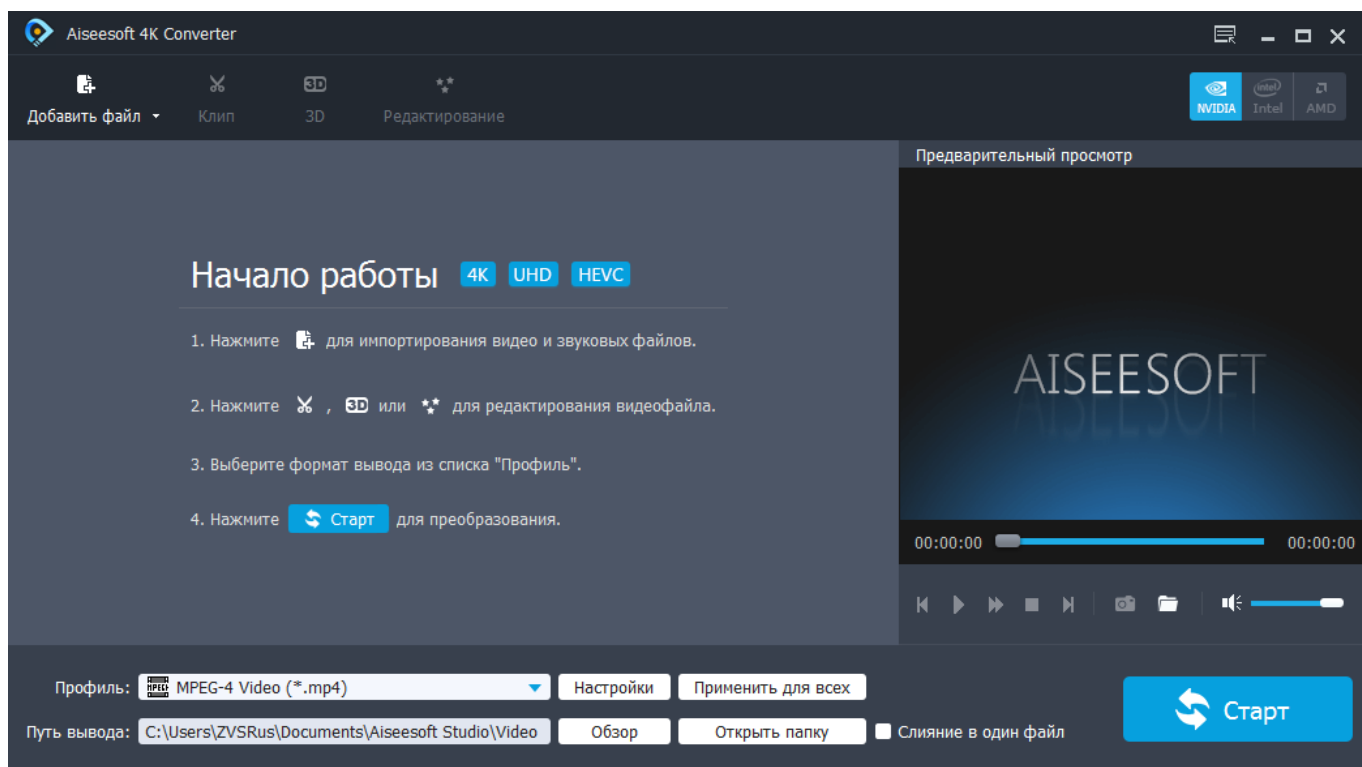 Aiseesoft 4K Converter
Добавить файл
Клип
3D
3D
Редактирование
NVIDIA
intel
Intel
AMD
Предварительный просмотр
Начало работы 4K UHD HEVC
1. Нажмите для импортирования видео и звуковых файлов.
2. Нажмите , 3D или для редактирования видеофайла.
3. Выберите формат вывода из списка "Профиль".
4. Нажмите Старт для преобразования.
AISEESOFT
00:00:00 00:00:00
Профиль: MPEG MPEG-4 Video (*.mp4) Настройки Применить для всех
Путь вывода: C:\Users\ZVSRus\Documents\Aiseesoft Studio\Video Обзор Открыть папку Слияние в один файл
Старт